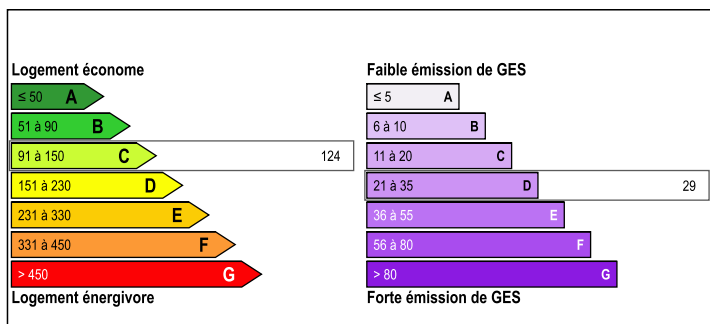 Logement économe
≤ 50 A
51 à 90 B
91 à 150 C 124
151 à 230 D
231 à 330 E
331 à 450 F
> 450 G
Logement énergivore
Faible émission de GES
≤ 5 A
6 à 10 B
11 à 20 C
21 à 35 D 29
36 à 55 E
56 à 80 F
> 80 G
Forte émission de GES